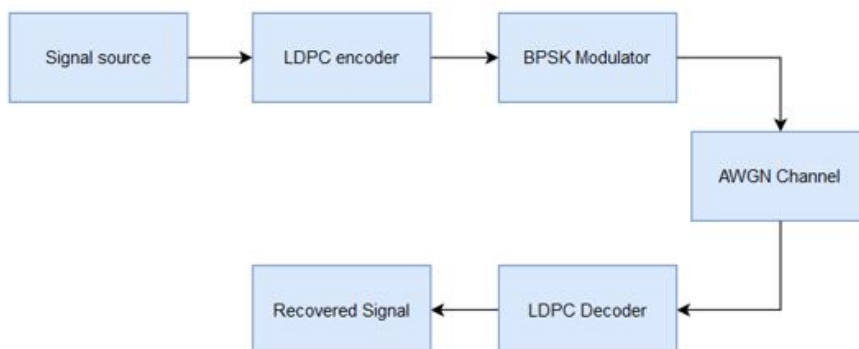 Signal source
LDPC encoder
BPSK Modulator
AWGN Channel
LDPC Decoder
Recovered Signal